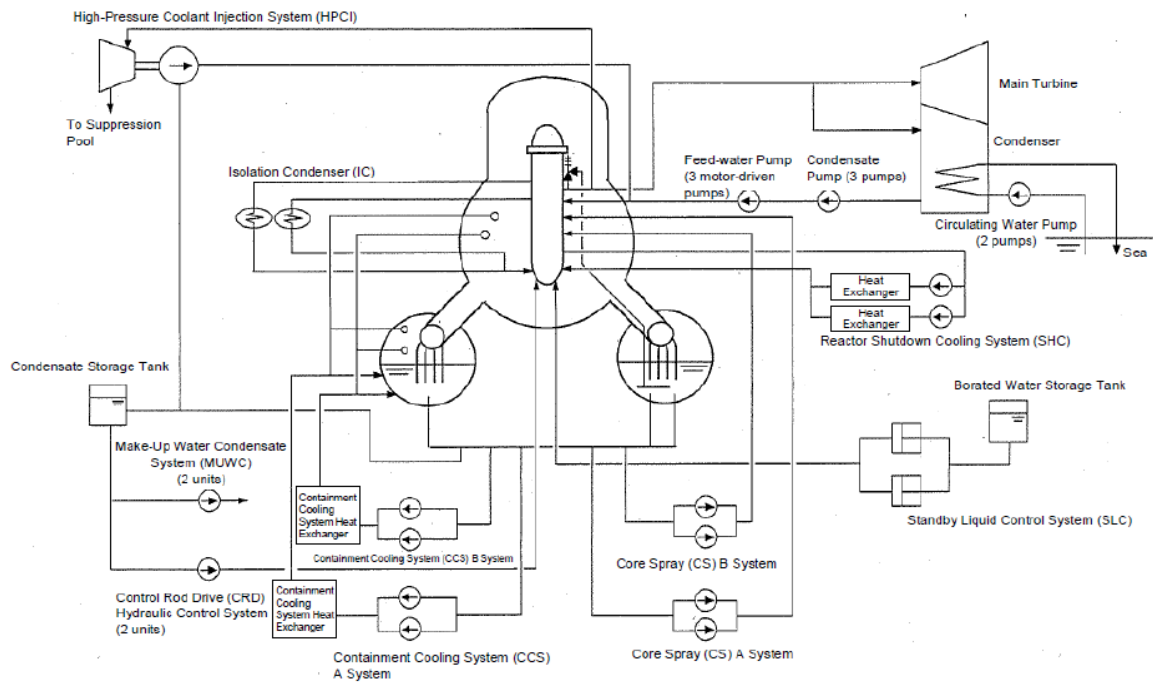 High-Pressure Coolant Injection System (HPCI)
To Suppression
Pool
Main Turbine
Condenser
Feed-water Pump
(3 motor-driven
pumps)
Condensate
Pump (3 pumps)
Isolation Condenser (IC)
Circulating Water Pump
(2 pumps)
Sea
Heat
Exchanger
Heat
Exchanger
Reactor Shutdown Cooling System (SHC)
Condensate Storage Tank
Borated Water Storage Tank
Make-Up Water Condensate
System (MUWC)
(2 units)
Containment
Cooling
System Heat
Exchanger
Containment Cooling System (CCS) B System
Core Spray (CS) B System
Standby Liquid Control System (SLC)
Control Rod Drive (CRD)
Hydraulic Control System
(2 units)
Containment
Cooling
System Heat
Exchanger
Containment Cooling System (CCS)
A System
Core Spray (CS) A System